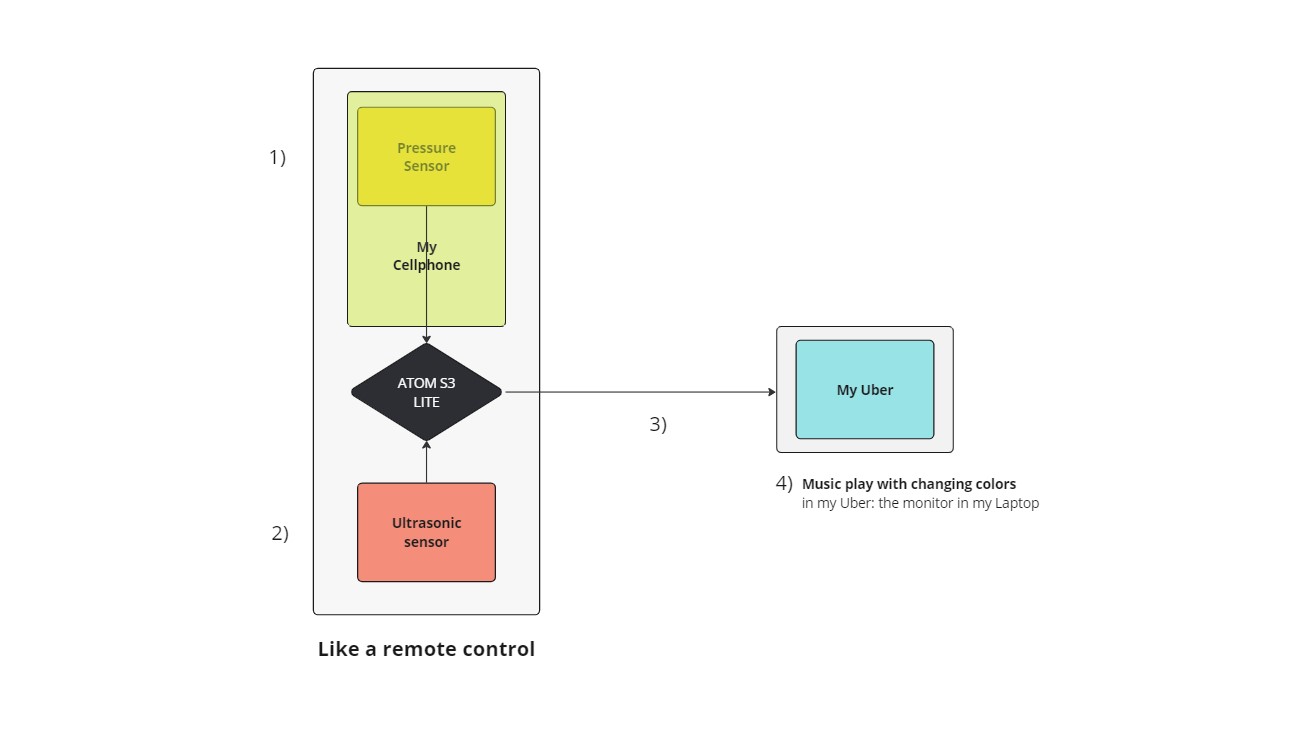 1)
Pressure
Sensor
My
Cellphone
ATOM S3
LITE
3)
My Uber
4) Music play with changing colors
in my Uber: the monitor in my Laptop
2)
Ultrasonic
sensor
Like a remote control